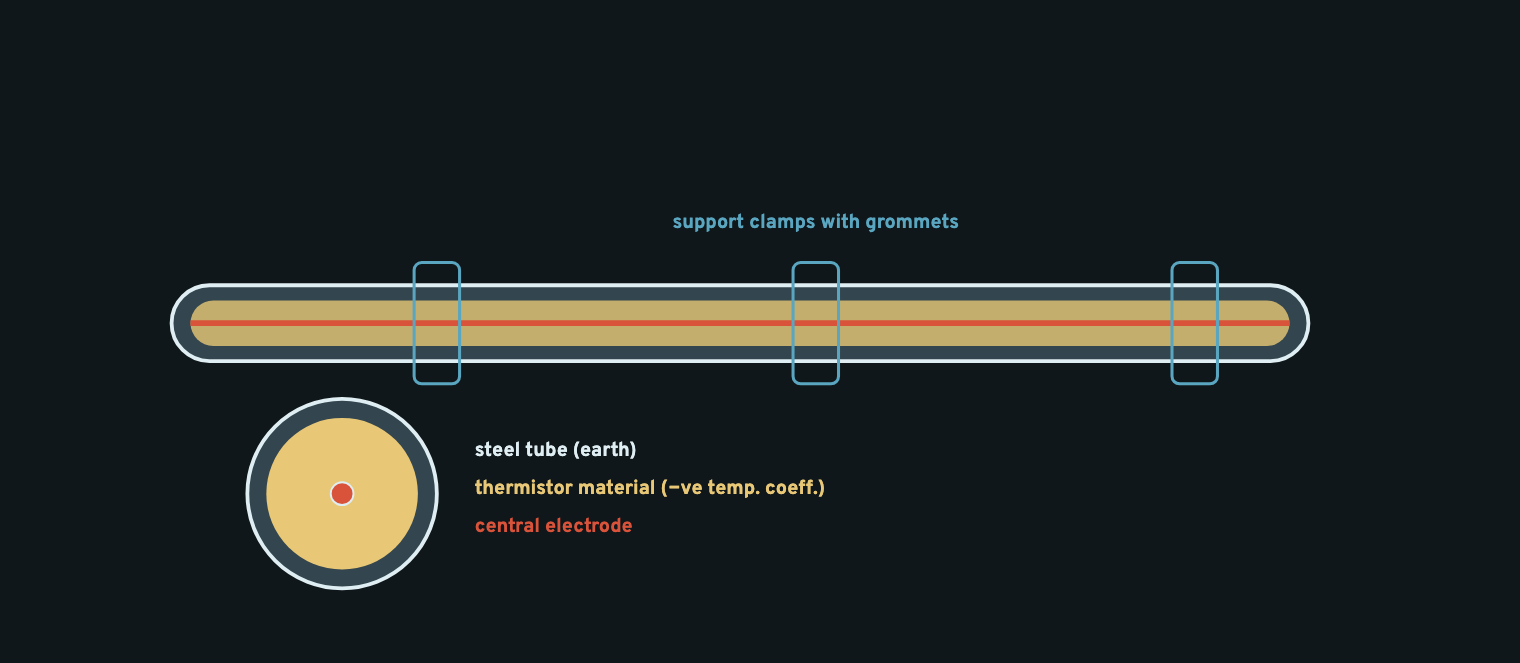 support clamps with grommets
steel tube (earth)
thermistor material (–ve temp. coeff.)
central electrode